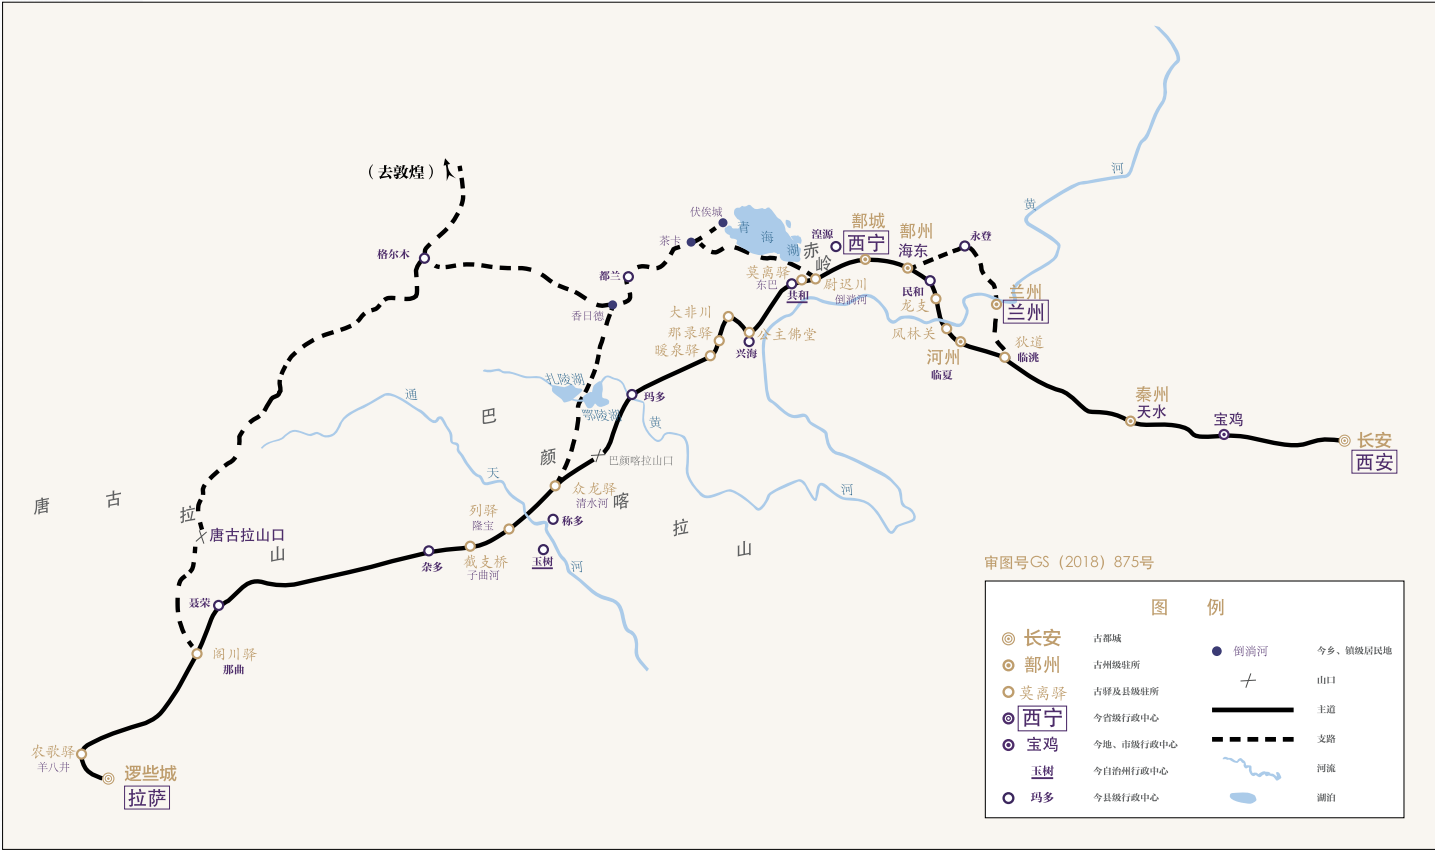 （去敦煌）
格尔木
伏俟城
茶卡
青
海
湖
都兰
香日德
湟源
赤
岭
鄯城
西宁
鄯州
海东
永登
黄
河
莫离驿
东巴
共和
尉迟川
倒淌河
民和
龙支
兰州
兰州
大非川
那录驿
暖泉驿
公主佛堂
兴海
风林关
河州
临夏
狄道
临洮
秦州
天水
宝鸡
长安
西安
扎陵湖
鄂陵湖
玛多
黄
河
通
天
河
巴
颜
喀
拉
山
巴颜喀拉山口
众龙驿
清水河
称多
列驿
隆宝
玉树
截支桥
子曲河
杂多
唐
古
拉
山
唐古拉山口
聂荣
阁川驿
那曲
农歌驿
羊八井
逻些城
拉萨
审图号GS（2018）875号
图 例
长安 古都城
鄯州 古州级驻所
莫离驿 古驿及县级驻所
西宁 今省级行政中心
宝鸡 今地、市级行政中心
玉树 今自治州行政中心
玛多 今县级行政中心
倒淌河 今乡、镇级居民地
山口
主道
支路
河流
湖泊